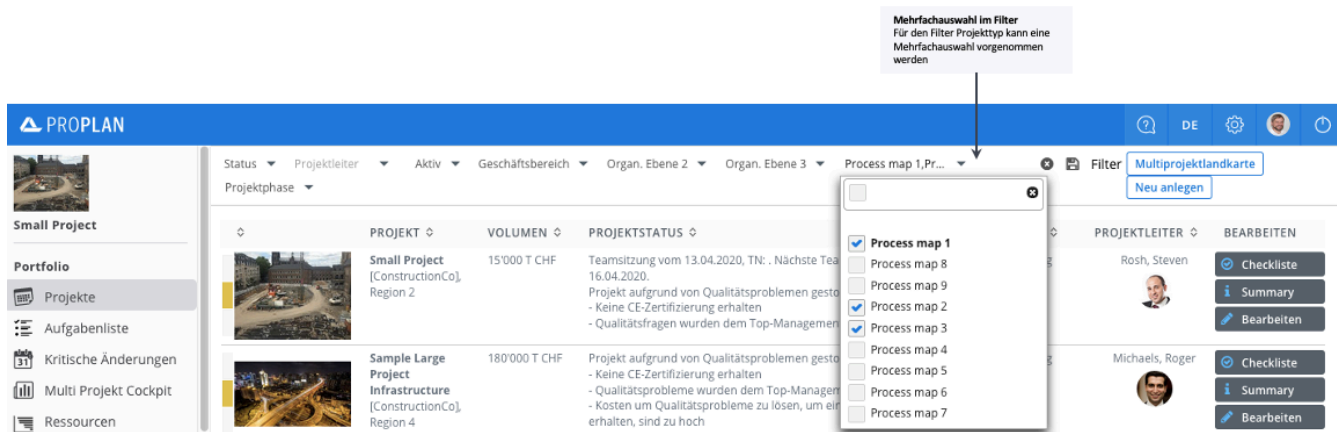 Mehrfachauswahl im Filter
Für den Filter Projekttyp kann eine
Mehrfachauswahl vorgenommen
werden
PROPLAN
DE
Small Project
Portfolio
Projekte
Aufgabenliste
31 Kritische Änderungen
Multi Projekt Cockpit
Ressourcen
Status Projektleiter Aktiv Geschäftsbereich Organ. Ebene 2 Organ. Ebene 3 Process map 1,Pr... Filter Multiprojektlandkarte
Projektphase Neu anlegen
PROJEKT VOLUMEN PROJEKTSTATUS PROJEKTLEITER BEARBEITEN
Process map 1
Process map 8
Process map 9
Process map 2
Process map 3
Process map 4
Process map 5
Process map 6
Process map 7
Small Project
[ConstructionCo],
Region 2
15'000 T CHF
Teamsitzung vom 13.04.2020, TN: . Nächste Tea
16.04.2020.
Projekt aufgrund von Qualitätsproblemen gesto
- Keine CE-Zertifizierung erhalten
- Qualitätsfragen wurden dem Top-Managemen
Rosh, Steven
Checkliste
Summary
Bearbeiten
Sample Large
Project
Infrastructure
[ConstructionCo],
Region 4
180'000 T CHF
Projekt aufgrund von Qualitätsproblemen gesto
- Keine CE-Zertifizierung erhalten
- Qualitätsprobleme wurden dem Top-Managem
- Kosten um Qualitätsprobleme zu lösen, um ein
erhalten, sind zu hoch
Michaels, Roger
Checkliste
Summary
Bearbeiten